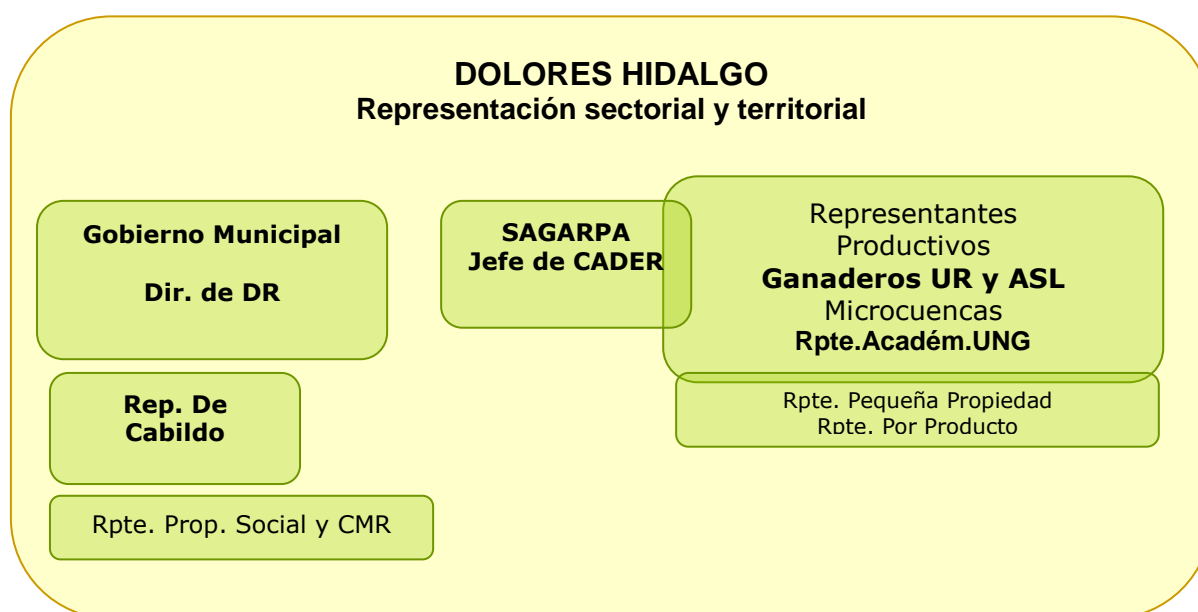 DOLORES HIDALGO
Representación sectorial y territorial
Gobierno Municipal
Dir. de DR
SAGARPA
Jefe de CADER
Representantes
Productivos
Ganaderos UR y ASL
Microcuencas
Rpte.Académ.UNG
Rep. De
Cabildo
Rpte. Pequeña Propiedad
Rpte. Por Producto
Rpte. Prop. Social y CMR